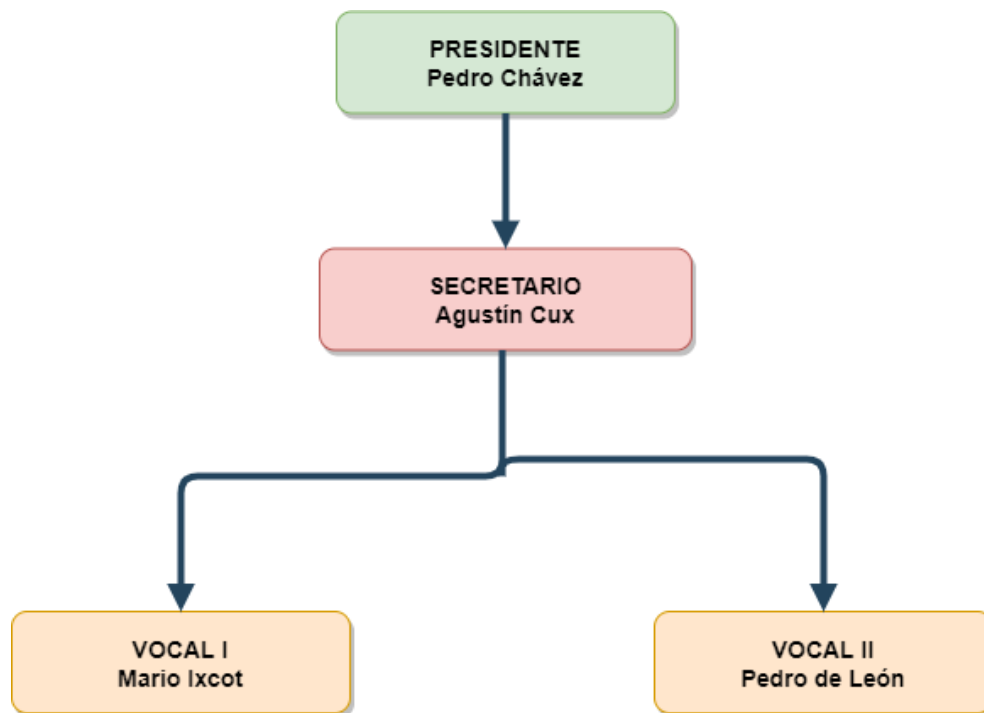 PRESIDENTE
Pedro Chávez
SECRETARIO
Agustín Cux
VOCAL I
Mario Ixcot
VOCAL II
Pedro de León